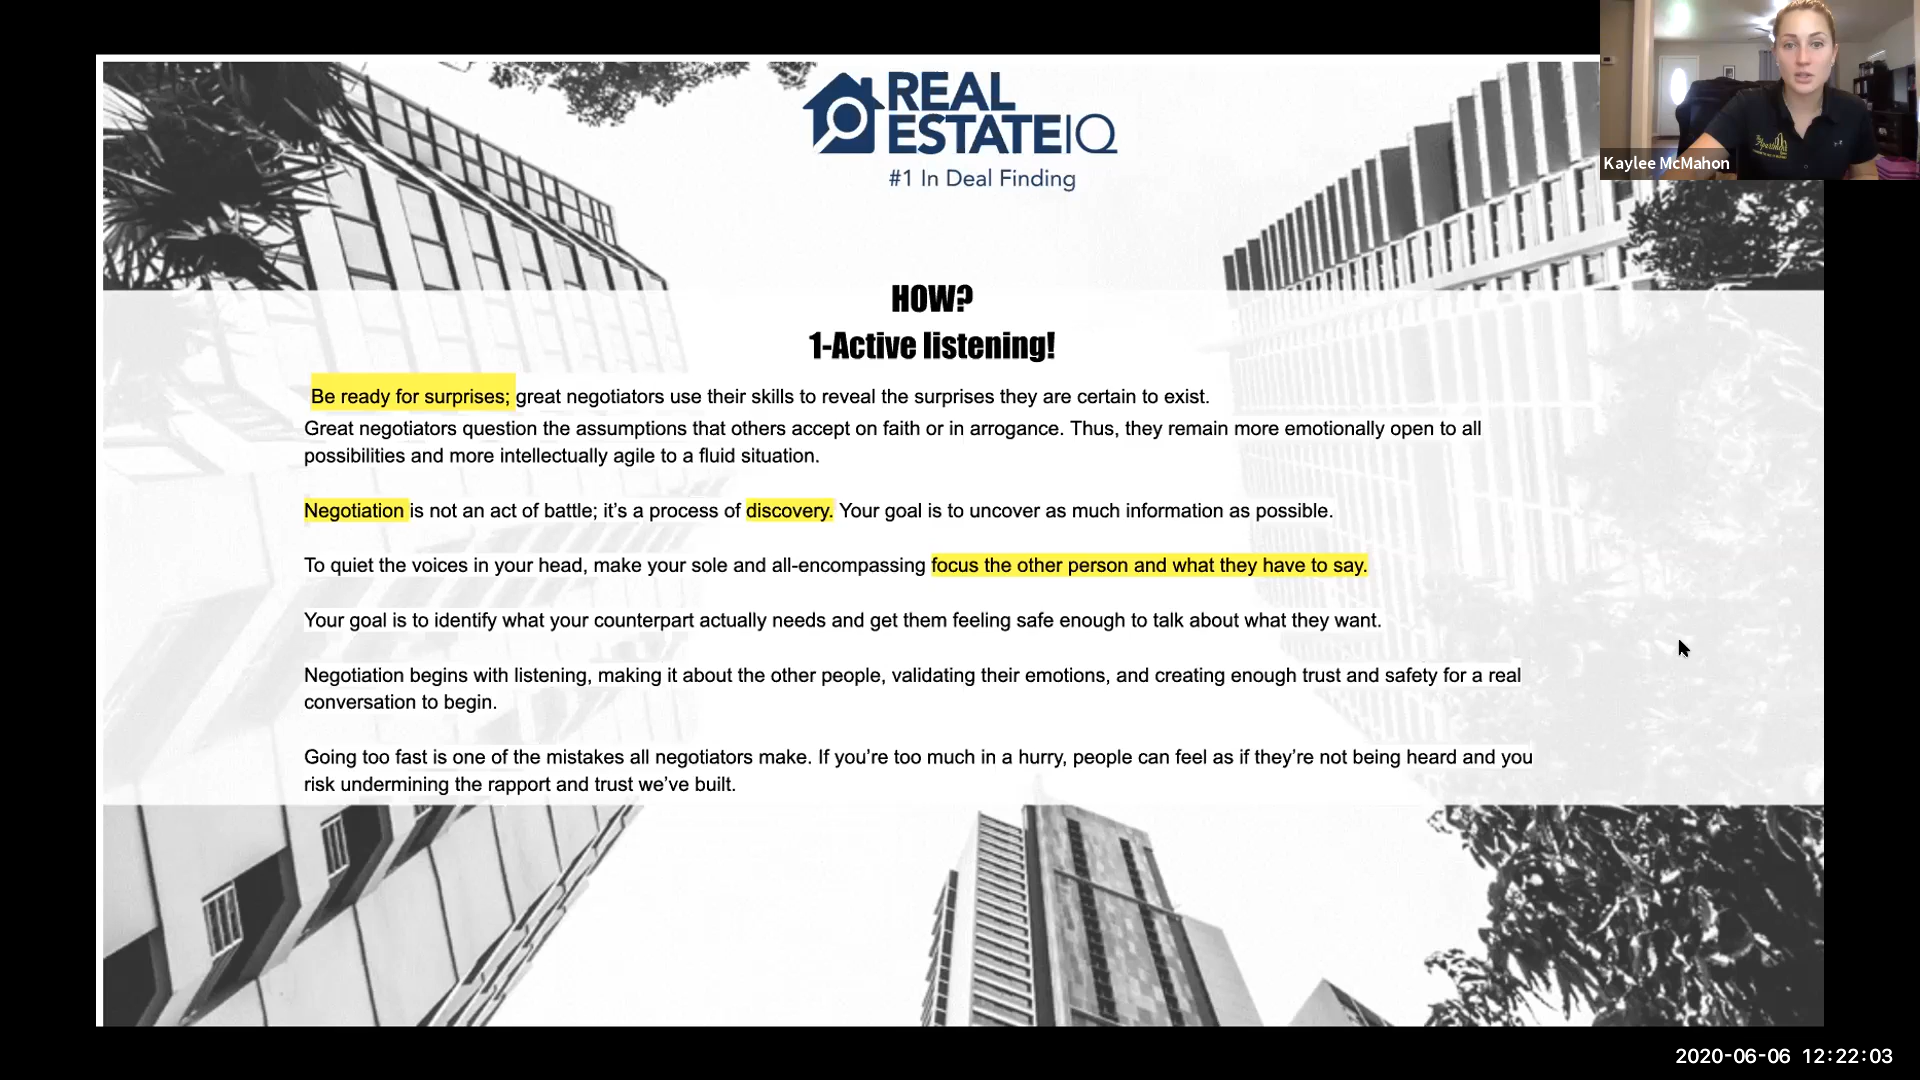 REAL
ESTATEIQ
#1 In Deal Finding
Kaylee McMahon
HOW?
1-Active listening!
Be ready for surprises; great negotiators use their skills to reveal the surprises they are certain to exist.
Great negotiators question the assumptions that others accept on faith or in arrogance. Thus, they remain more emotionally open to all
possibilities and more intellectually agile to a fluid situation.
Negotiation is not an act of battle; it’s a process of discovery. Your goal is to uncover as much information as possible.
To quiet the voices in your head, make your sole and all-encompassing focus the other person and what they have to say.
Your goal is to identify what your counterpart actually needs and get them feeling safe enough to talk about what they want.
Negotiation begins with listening, making it about the other people, validating their emotions, and creating enough trust and safety for a real
conversation to begin.
Going too fast is one of the mistakes all negotiators make. If you’re too much in a hurry, people can feel as if they’re not being heard and you
risk undermining the rapport and trust we’ve built.
2020-06-06 12:22:03